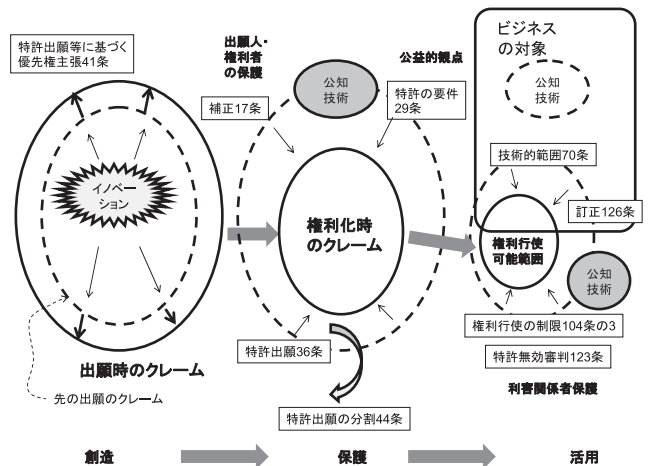 特許出願等に基づく
優先権主張41条
イノベー
ション
出願時のクレーム
先の出願のクレーム
出願人・
権利者
の保護
補正17条
公知
技術
公益的観点
特許の要件
29条
権利化時
のクレーム
特許出願36条
特許出願の分割44条
ビジネス
の対象
公知
技術
技術的範囲70条
訂正126条
権利行使
可能範囲
公知
技術
権利行使の制限104条の3
特許無効審判123条
利害関係者保護
創造
保護
活用